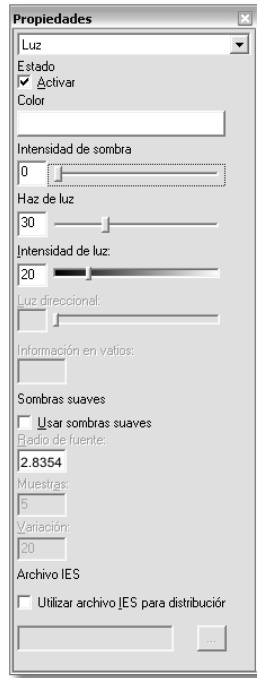 Propiedades
Luz
Estado
Activar
Color
Intensidad de sombra
0
Haz de luz
30
Intensidad de luz:
20
Luz direccional:
Información en vatios:
Sombras suaves
Usar sombras suaves
Radio de fuente:
2.8354
Muestras:
5
Variación:
20
Archivo IES
Utilizar archivo IES para distribuciór
...